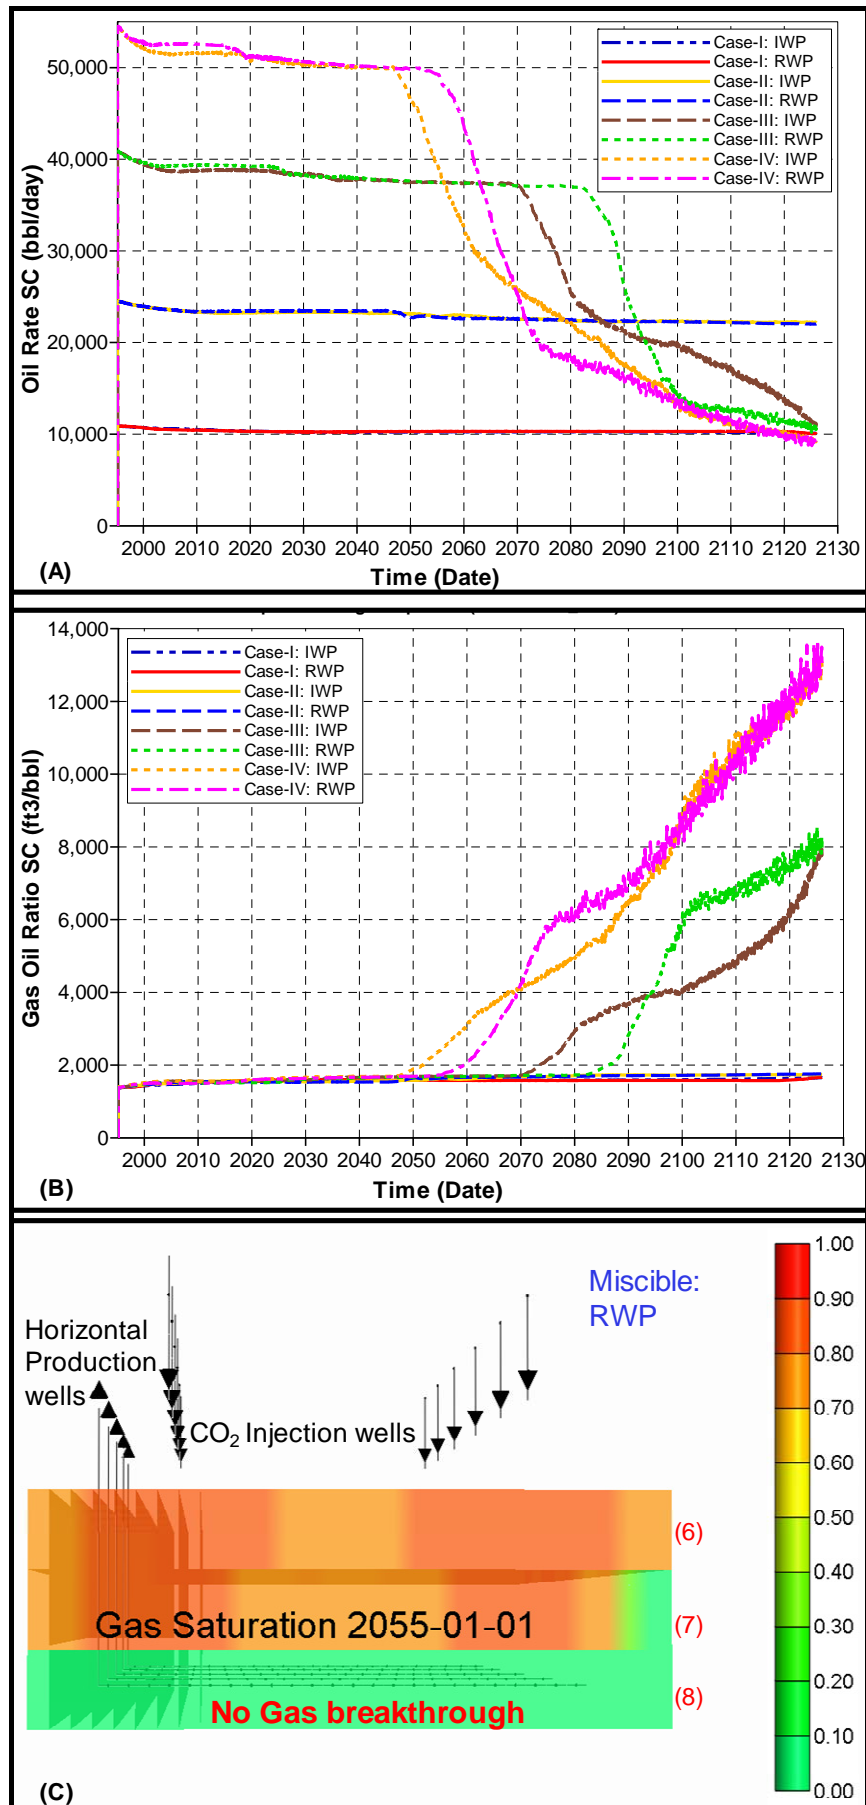 Oil Rate SC (bbl/day)
50,000
40,000
30,000
20,000
10,000
0
Case-I: IWP
Case-I: RWP
Case-II: IWP
Case-II: RWP
Case-III: IWP
Case-III: RWP
Case-IV: IWP
Case-IV: RWP
2000 2010 2020 2030 2040 2050 2060 2070 2080 2090 2100 2110 2120 2130
(A)
Time (Date)
Gas Oil Ratio SC (ft3/bbl)
14,000
12,000
10,000
8,000
6,000
4,000
2,000
0
Case-I: IWP
Case-I: RWP
Case-II: IWP
Case-II: RWP
Case-III: IWP
Case-III: RWP
Case-IV: IWP
Case-IV: RWP
2000 2010 2020 2030 2040 2050 2060 2070 2080 2090 2100 2110 2120 2130
(B)
Time (Date)
Miscible:
RWP
Horizontal
Production
wells
CO2 Injection wells
(6)
Gas Saturation 2055-01-01
(7)
No Gas breakthrough
(8)
1.00
0.90
0.80
0.70
0.60
0.50
0.40
0.30
0.20
0.10
0.00
(C)